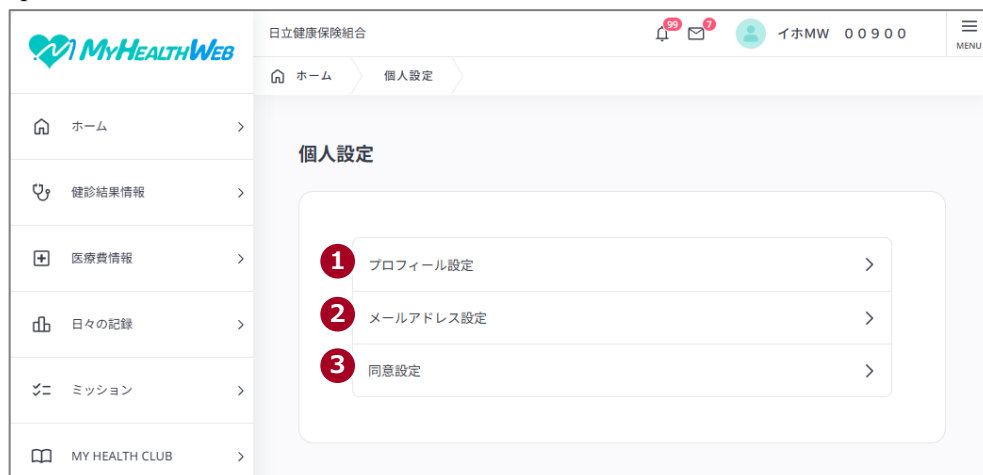 MY HEALTH WEB
日立健康保険組合
99
7
イホMW 00900
MENU
ホーム
個人設定
ホーム
健診結果情報
医療費情報
日々の記録
ミッション
MY HEALTH CLUB
個人設定
1 プロフィール設定
2 メールアドレス設定
3 同意設定